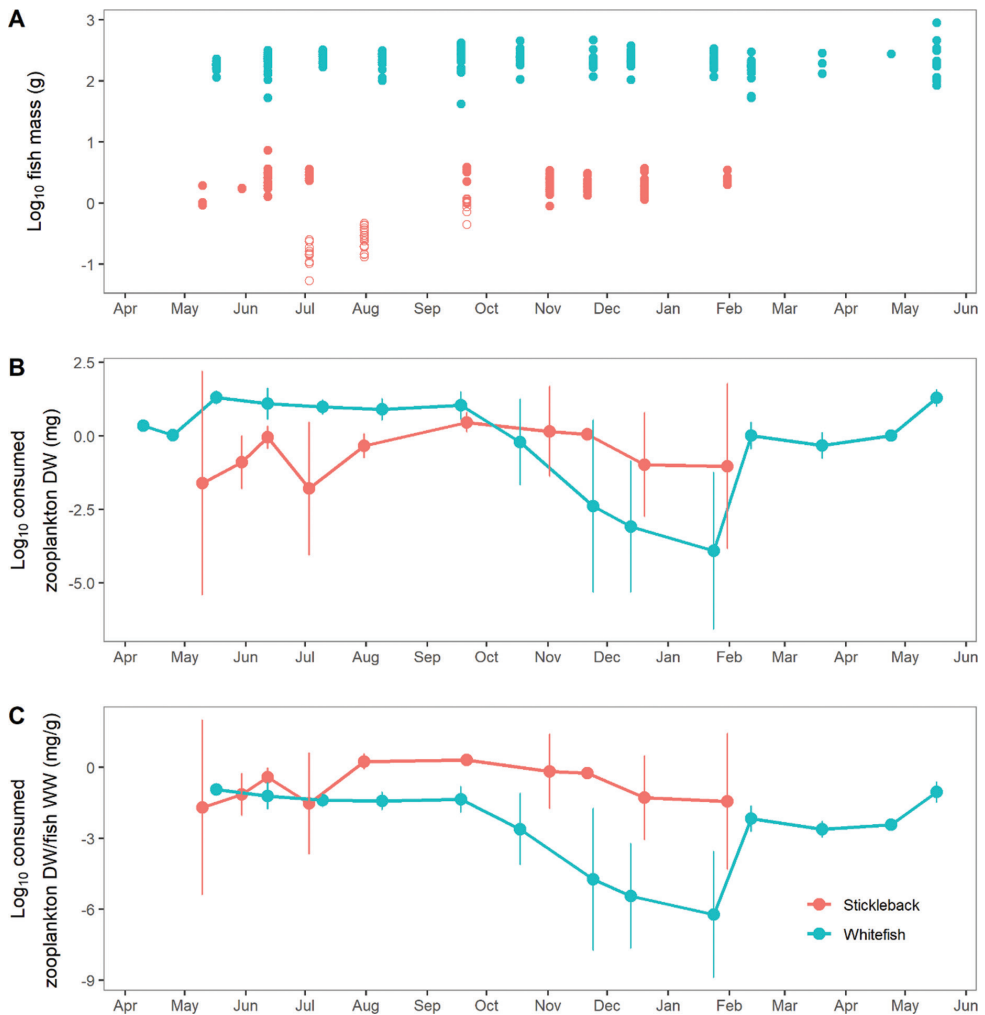 A
Log10 fish mass (g)
3
2
1
0
-1
Apr May Jun Jul Aug Sep Oct Nov Dec Jan Feb Mar Apr May Jun
B
Log10 consumed
zooplankton DW (mg)
2.5
0.0
-2.5
-5.0
Apr May Jun Jul Aug Sep Oct Nov Dec Jan Feb Mar Apr May Jun
C
Log10 consumed
zooplankton DW/fish WW (mg/g)
0
-3
-6
-9
Stickleback
Whitefish
Apr May Jun Jul Aug Sep Oct Nov Dec Jan Feb Mar Apr May Jun